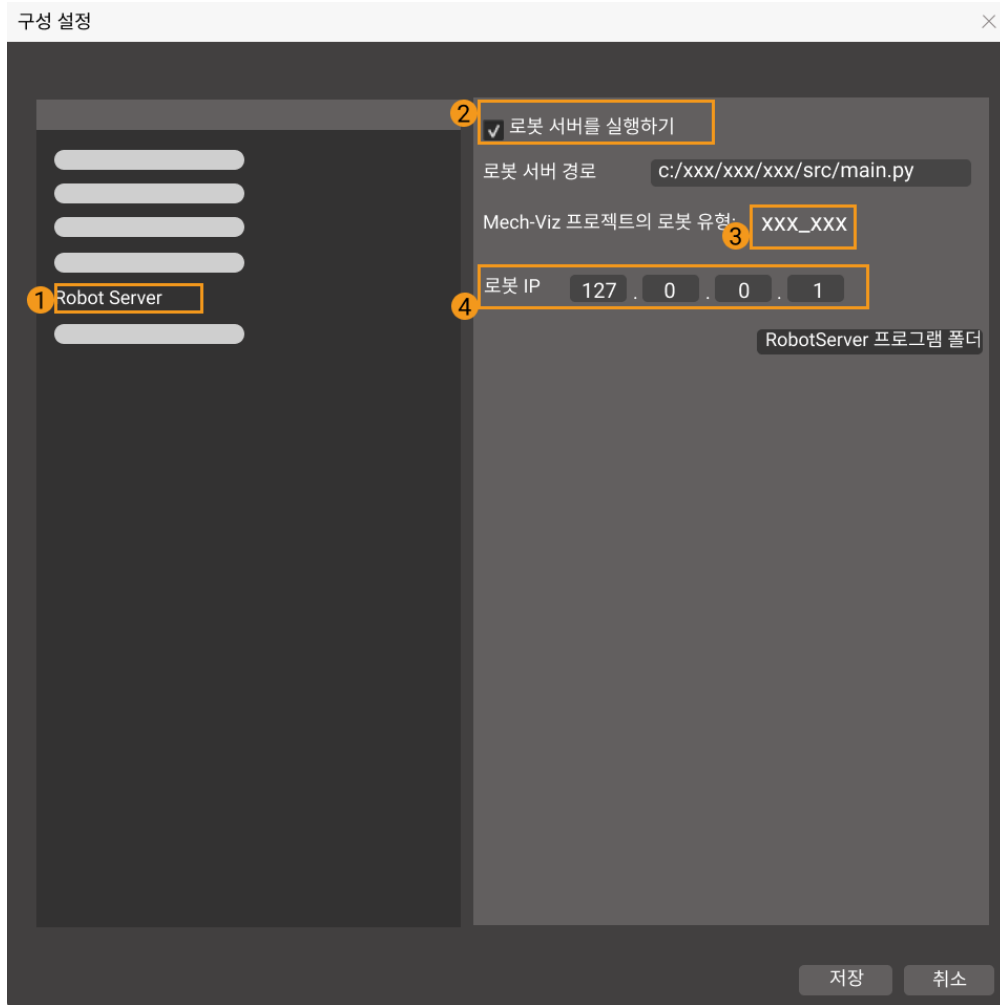 구성 설정
2
로봇 서버를 실행하기
로봇 서버 경로 c:/xxx/xxx/xxx/src/main.py
Mech-Viz 프로젝트의 로봇 유형: 3 xxx_xxx
1 Robot Server
4 로봇 IP 127 . 0 . 0 . 1
RobotServer 프로그램 폴더
저장 취소